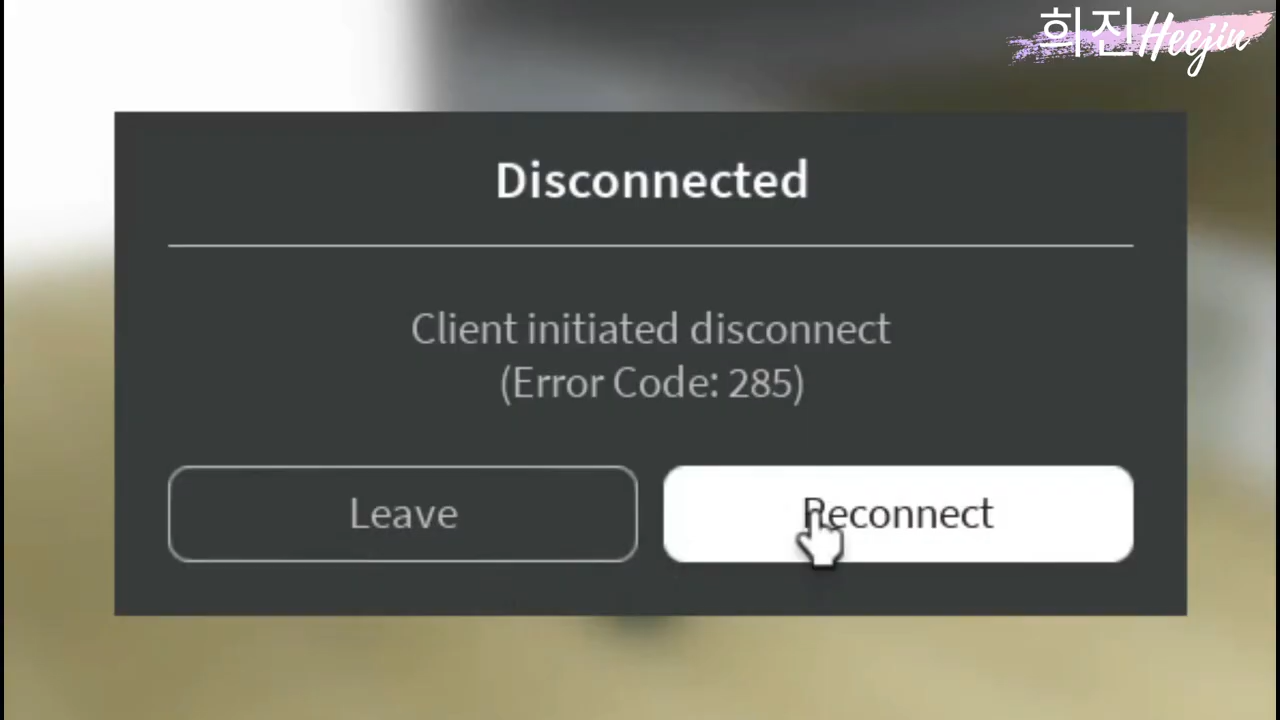 희진Heejin
Disconnected
Client initiated disconnect
(Error Code: 285)
Leave
Reconnect